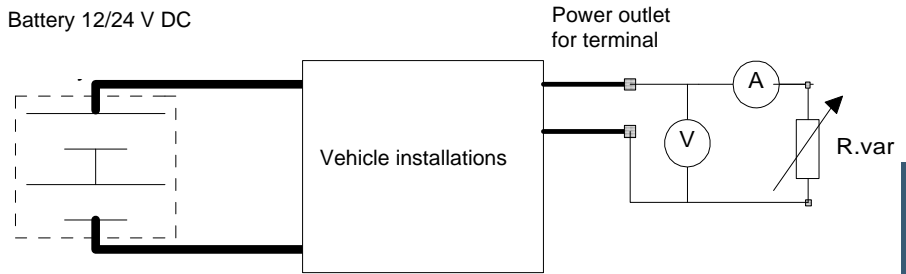 Battery 12/24 V DC
Power outlet
for terminal
A
V
Vehicle installations
R.var